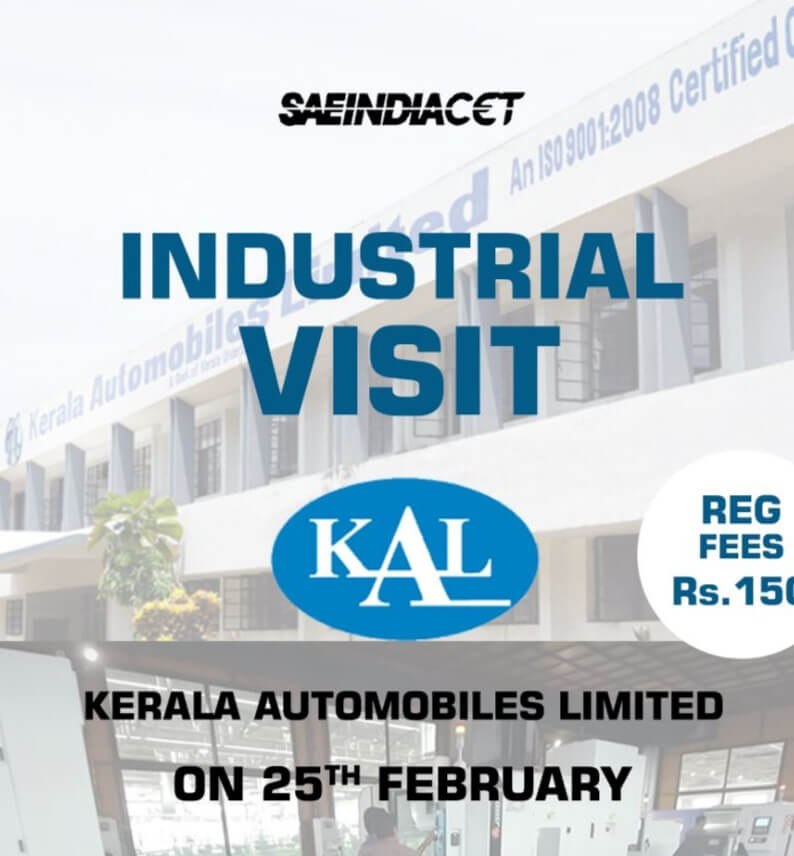 SAEINDIACET
An ISO 9001:2008 Certified
INDUSTRIAL
VISIT
Kerala Automobiles Limited
KAL
REG
FEES
Rs.150
KERALA AUTOMOBILES LIMITED
ON 25TH FEBRUARY